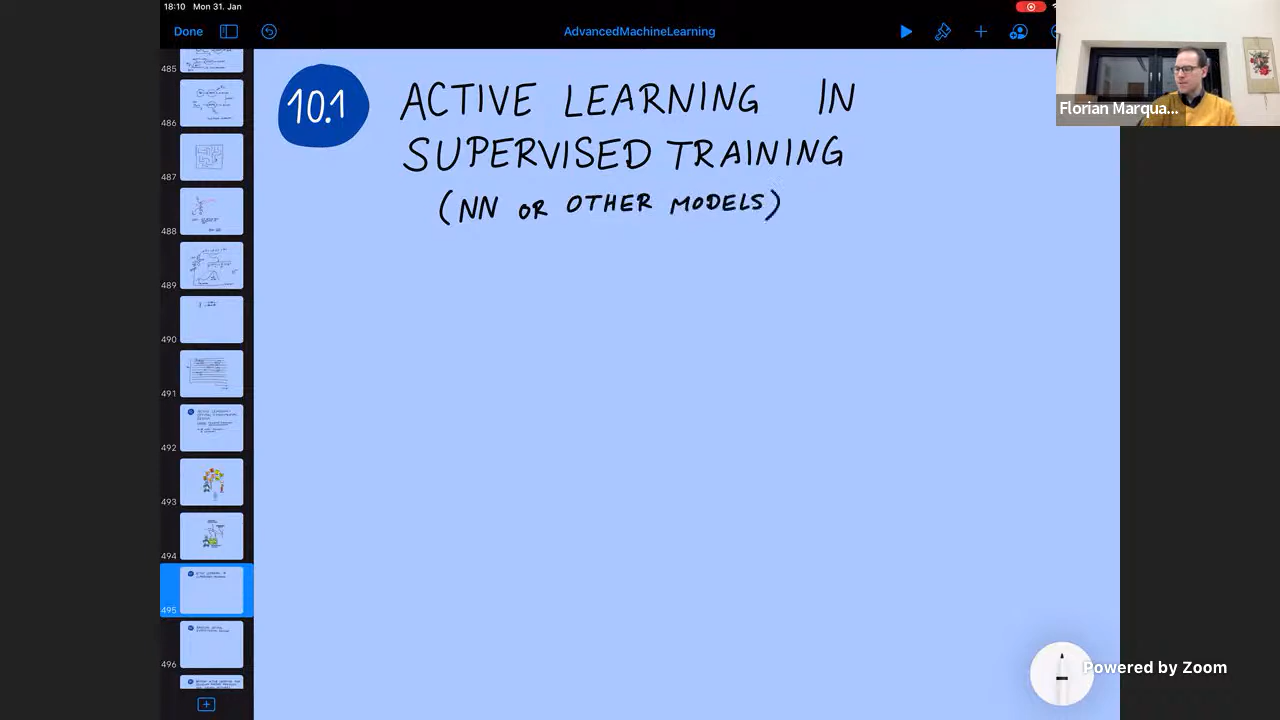 18:10 Mon 31. Jan
Done
AdvancedMachineLearning
Florian Marqua...
10.1 ACTIVE LEARNING IN
SUPERVISED TRAINING
(NN OR OTHER MODELS)
485
486
487
488
489
490
491
492
493
494
495
496
Powered by Zoom